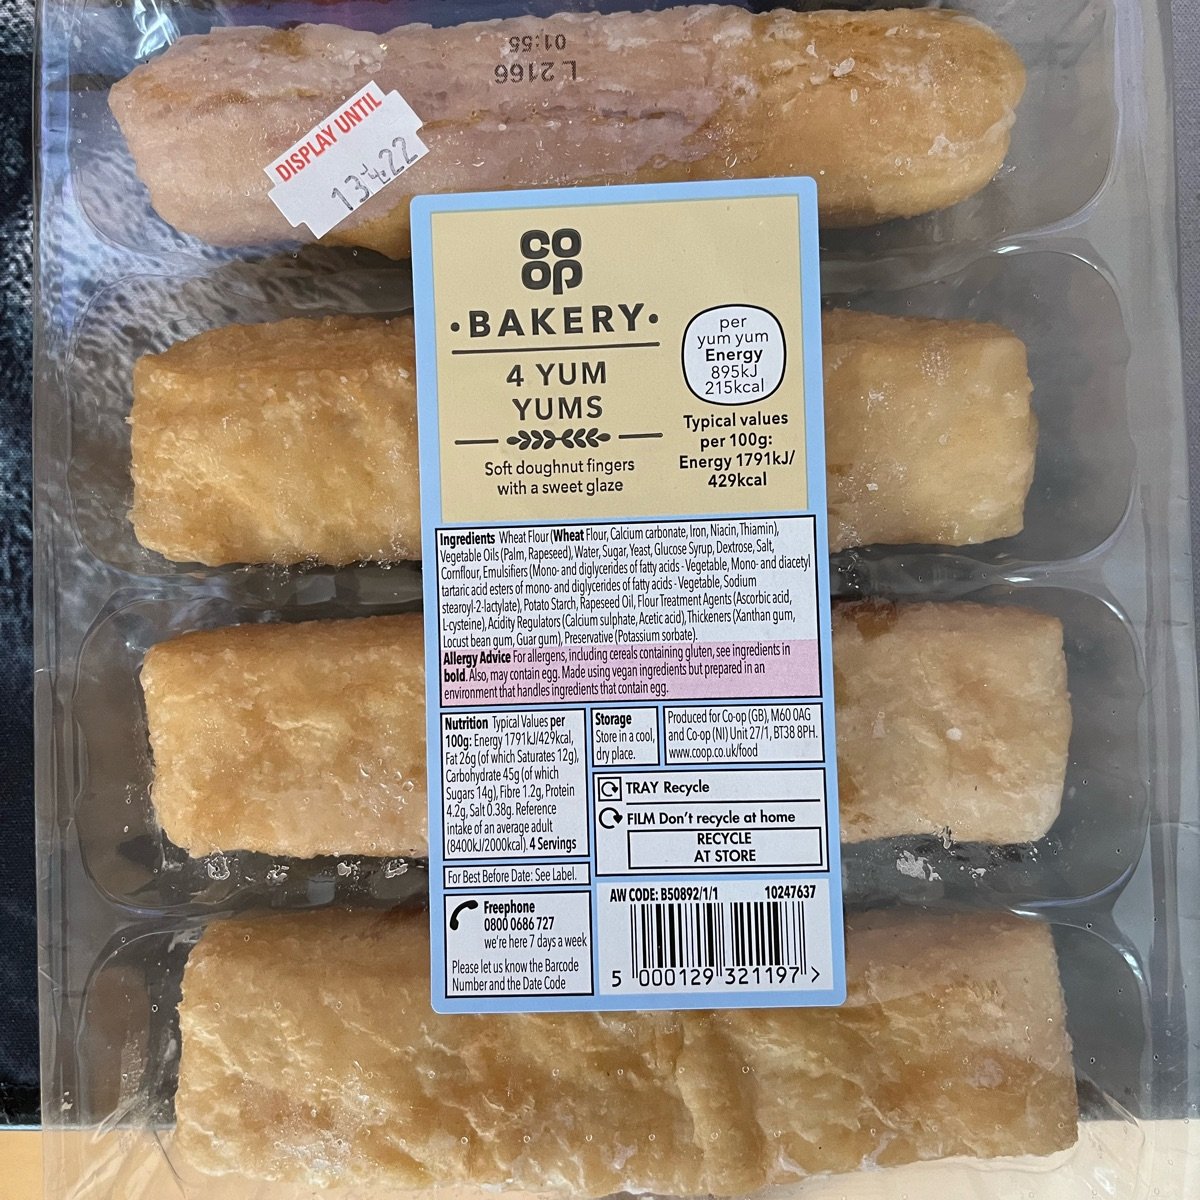 L 2166
01:55
DISPLAY UNTIL
13.4.22
CO
OP
•BAKERY•
4 YUM
YUMS
Soft doughnut fingers
with a sweet glaze
per
yum yum
Energy
895kJ
215kcal
Typical values
per 100g:
Energy 1791kJ/
429kcal
Ingredients Wheat Flour (Wheat Flour, Calcium carbonate, Iron, Niacin, Thiamin),
Vegetable Oils (Palm, Rapeseed), Water, Sugar, Yeast, Glucose Syrup, Dextrose, Salt,
Cornflour, Emulsifiers (Mono- and diglycerides of fatty acids - Vegetable, Mono- and diacetyl
tartaric acid esters of mono- and diglycerides of fatty acids - Vegetable, Sodium
stearoyl-2-lactylate), Potato Starch, Rapeseed Oil, Flour Treatment Agents (Ascorbic acid,
L-cysteine), Acidity Regulators (Calcium sulphate, Acetic acid), Thickeners (Xanthan gum,
Locust bean gum, Guar gum), Preservative (Potassium sorbate).
Allergy Advice For allergens, including cereals containing gluten, see ingredients in
bold. Also, may contain egg. Made using vegan ingredients but prepared in an
environment that handles ingredients that contain egg.
Nutrition Typical Values per
100g: Energy 1791kJ/429kcal,
Fat 26g (of which Saturates 12g),
Carbohydrate 45g (of which
Sugars 14g), Fibre 1.2g, Protein
4.2g, Salt 0.38g. Reference
intake of an average adult
(8400kJ/2000kcal). 4 Servings
For Best Before Date: See Label.
Freephone
0800 0686 727
we're here 7 days a week
Please let us know the Barcode
Number and the Date Code
Storage
Store in a cool,
dry place.
Produced for Co-op (GB), M60 0AG
and Co-op (NI) Unit 27/1, BT38 8PH.
www.coop.co.uk/food
TRAY Recycle
FILM Don't recycle at home
RECYCLE
AT STORE
AW CODE: B50892/1/1 10247637
5 000129 321197 >